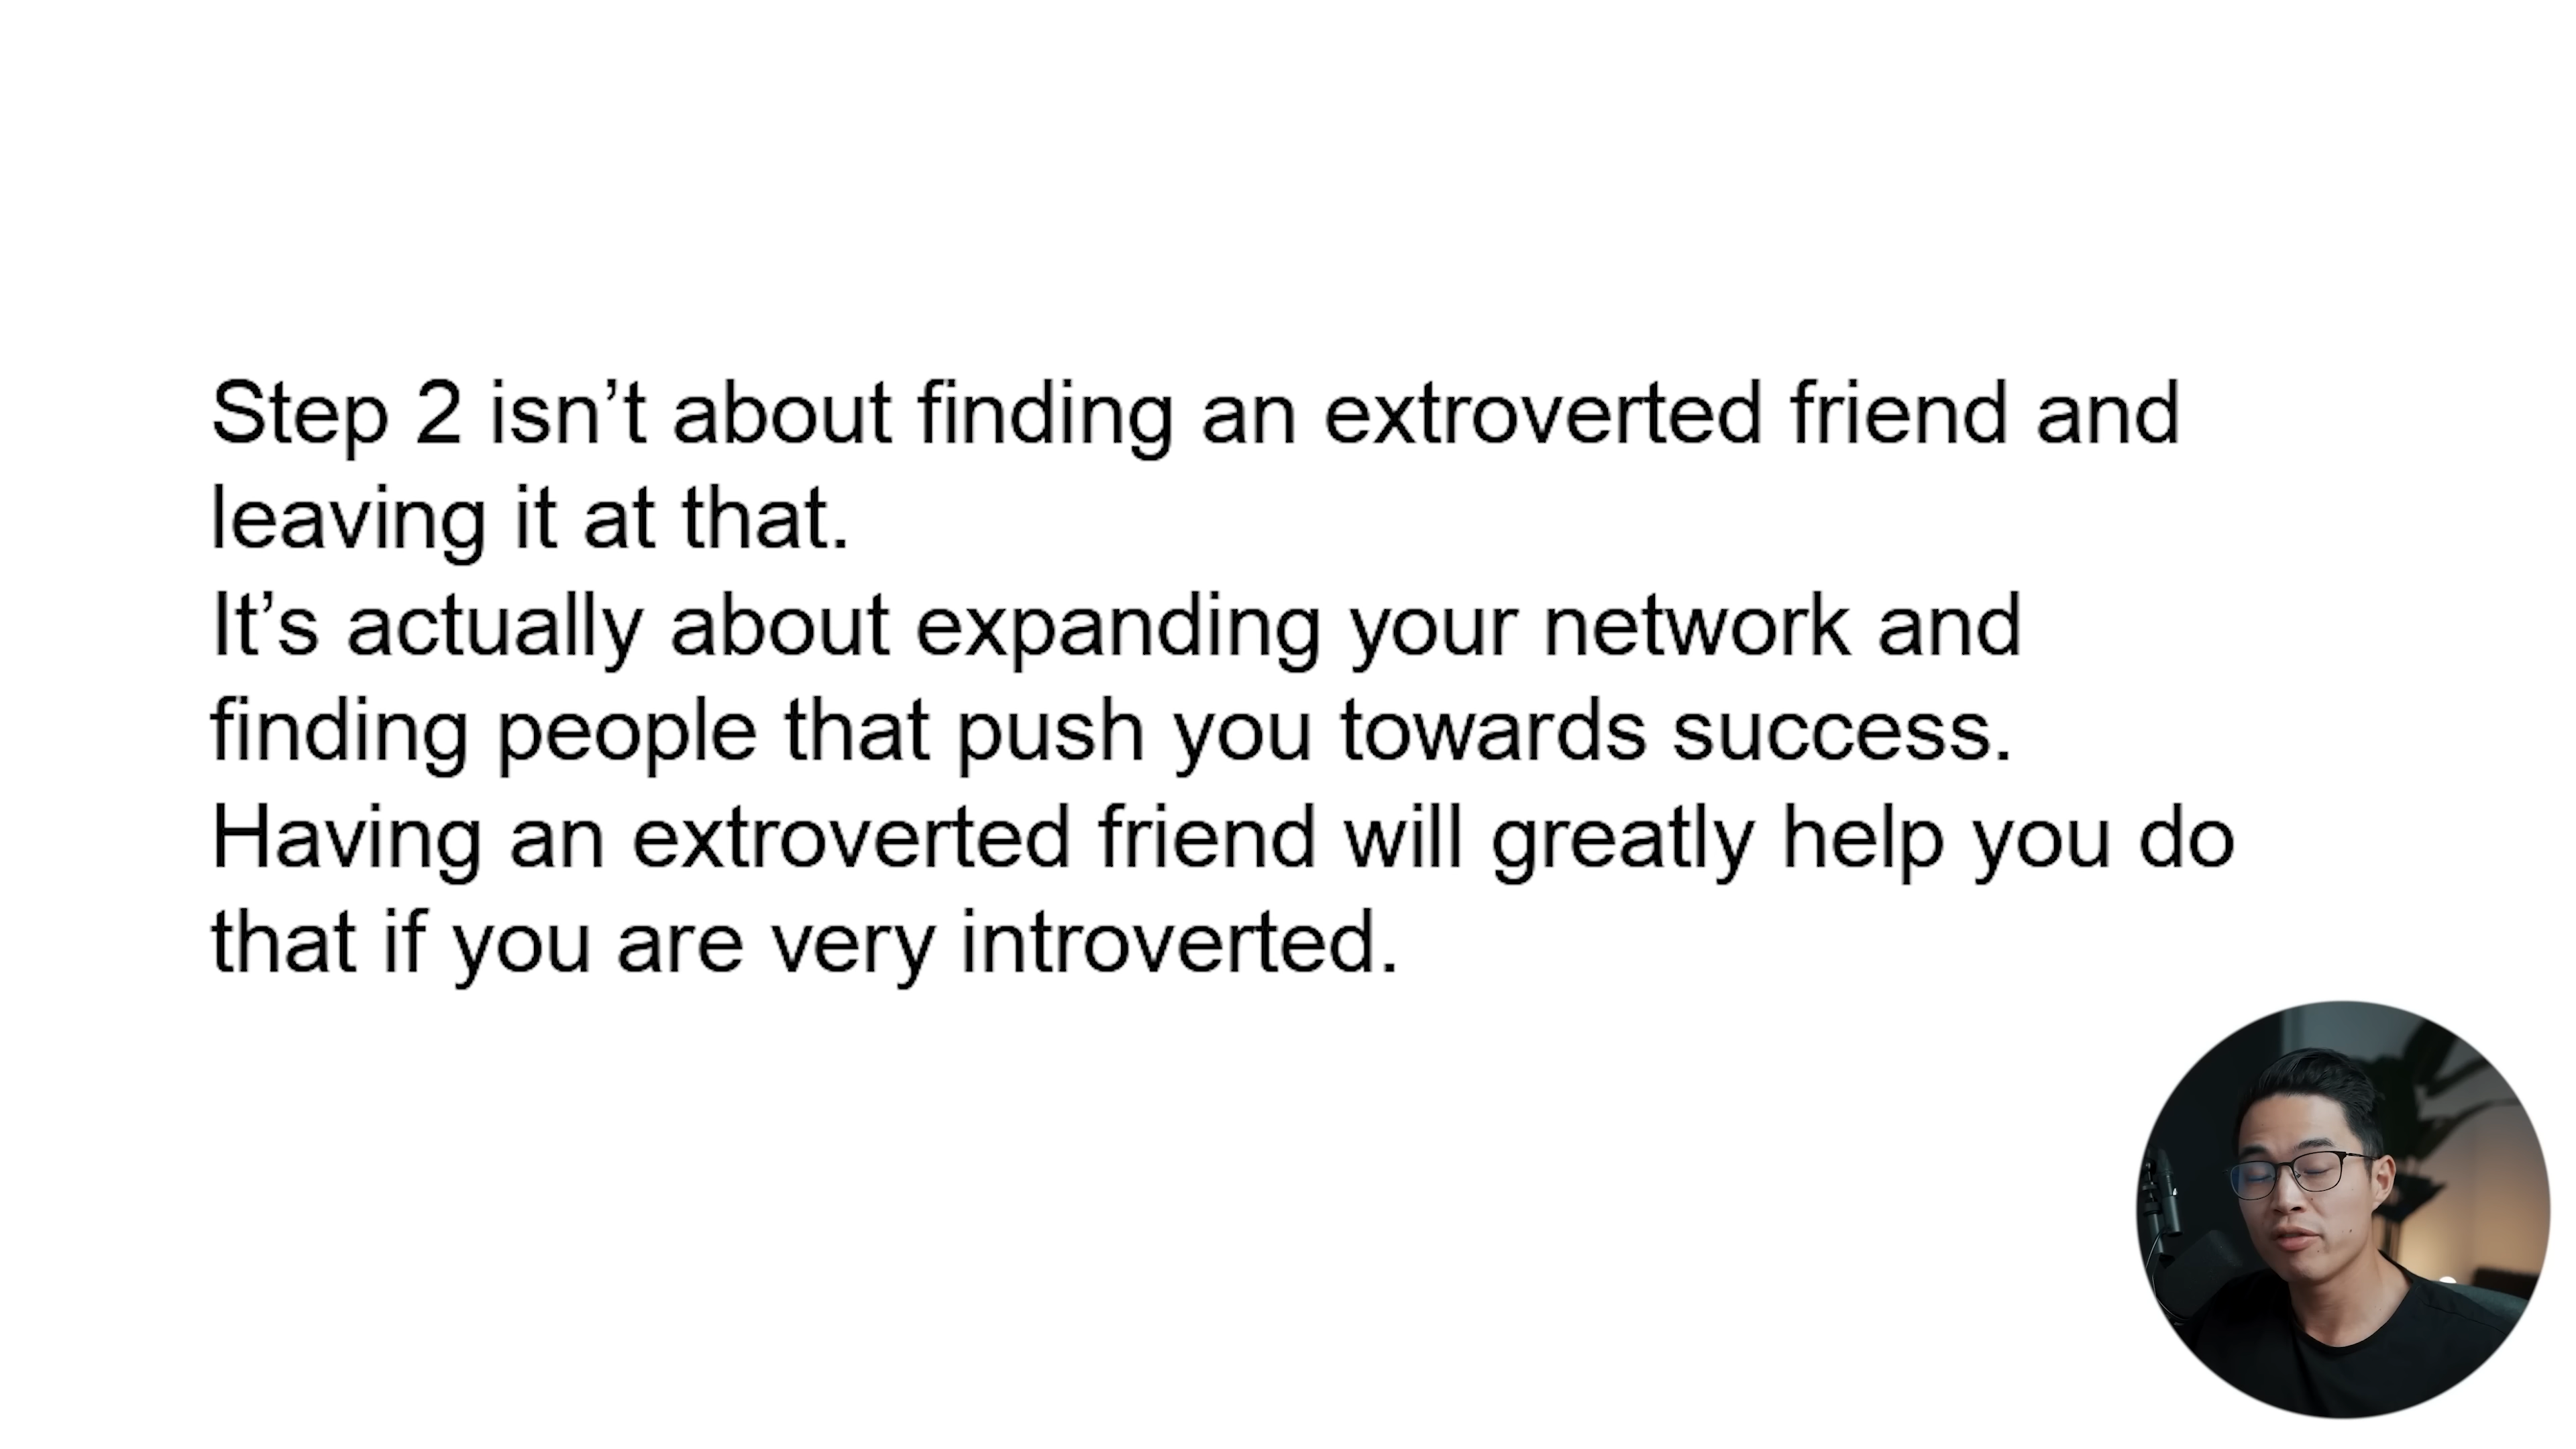 Step 2 isn’t about finding an extroverted friend and
leaving it at that.
It’s actually about expanding your network and
finding people that push you towards success.
Having an extroverted friend will greatly help you do
that if you are very introverted.